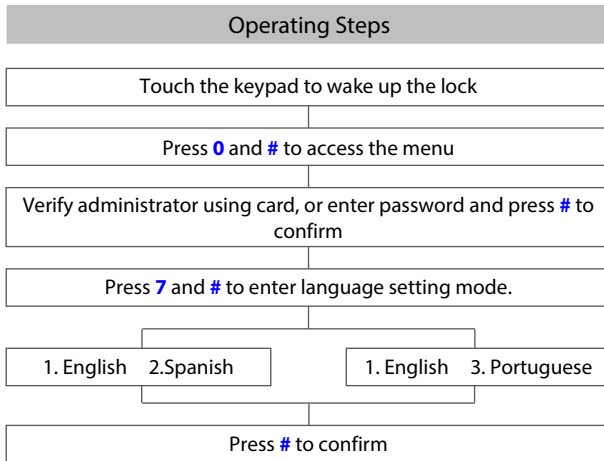 Operating Steps
Touch the keypad to wake up the lock
Press 0 and # to access the menu
Verify administrator using card, or enter password and press # to
confirm
Press 7 and # to enter language setting mode.
1. English 2.Spanish
1. English 3. Portuguese
Press # to confirm